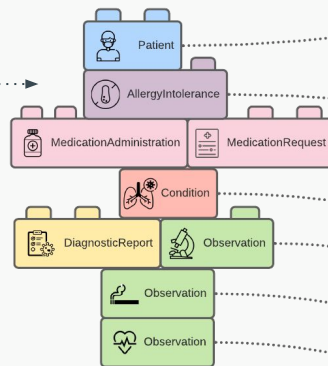 Patient
AllergyIntolerance
MedicationAdministration
MedicationRequest
Condition
DiagnosticReport
Observation
Observation
Observation